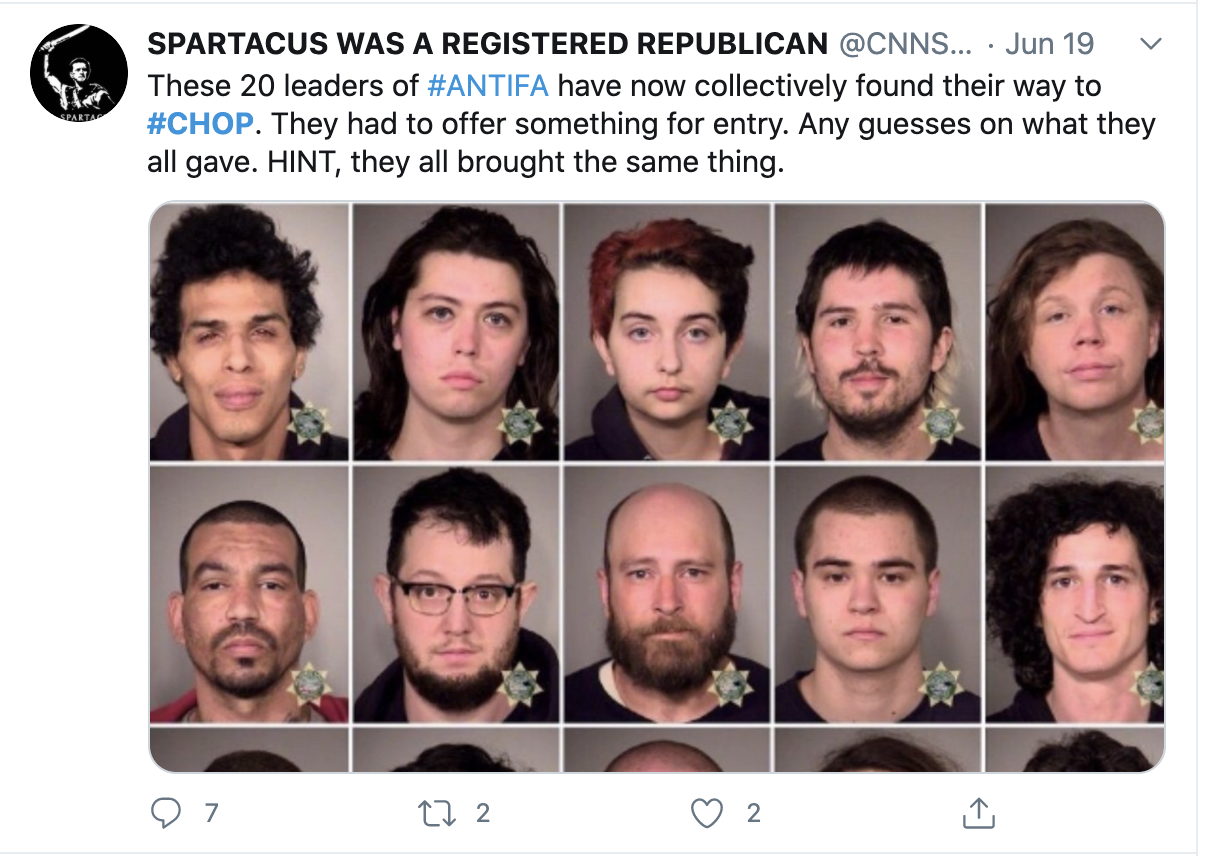 SPARTACUS WAS A REGISTERED REPUBLICAN @CNNS... · Jun 19
These 20 leaders of #ANTIFA have now collectively found their way to
#CHOP. They had to offer something for entry. Any guesses on what they
all gave. HINT, they all brought the same thing.
SPARTAC
7 2 2